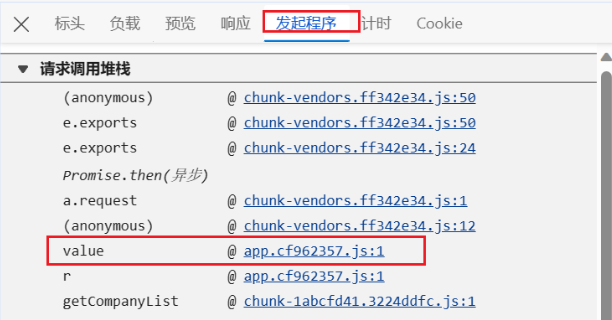 标头 负载 预览 响应 发起程序 计时 Cookie
请求调用堆栈
(anonymous) @ chunk-vendors.ff342e34.js:50
e.exports @ chunk-vendors.ff342e34.js:50
e.exports @ chunk-vendors.ff342e34.js:24
Promise.then(异步)
a.request @ chunk-vendors.ff342e34.js:1
(anonymous) @ chunk-vendors.ff342e34.js:12
value @ app.cf962357.js:1
r @ app.cf962357.js:1
getCompanyList @ chunk-1abcfd41.3224ddfc.js:1